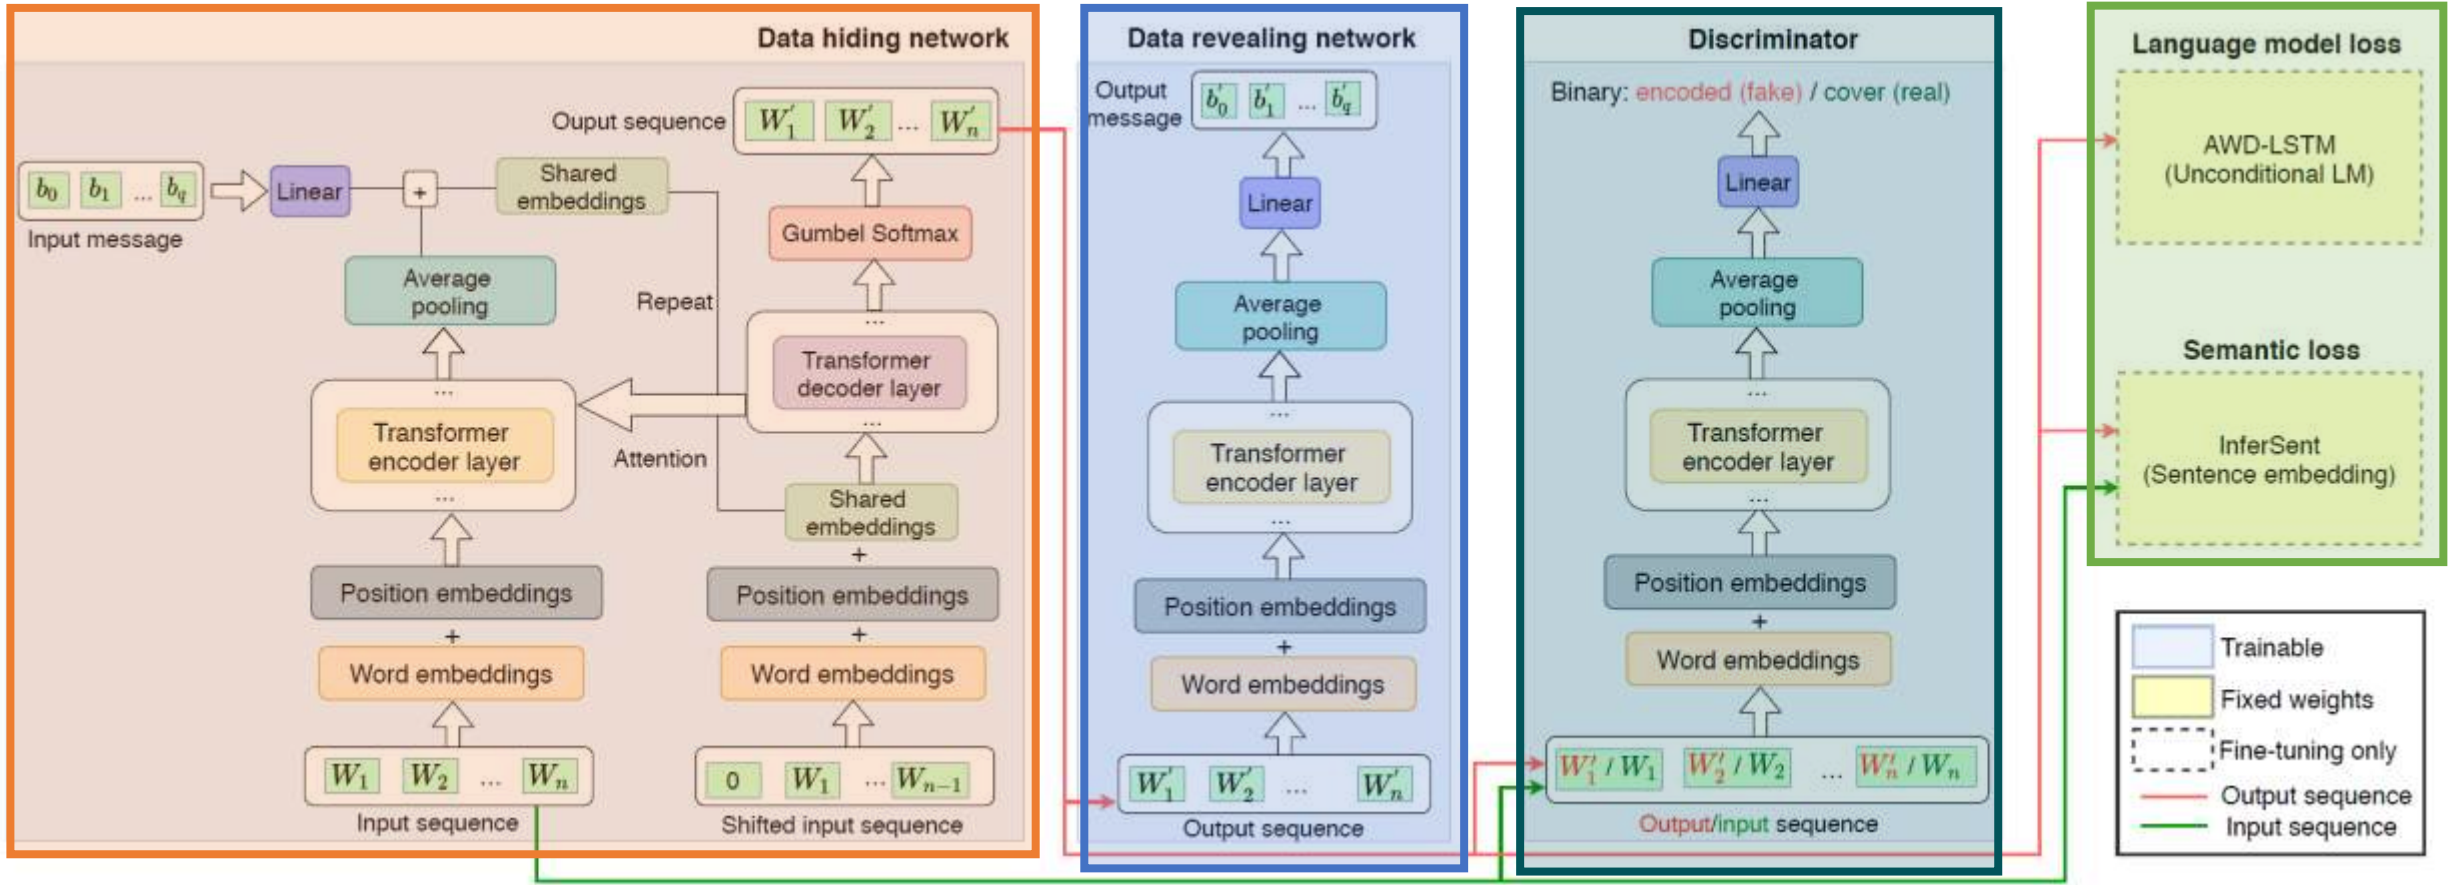 Data hiding network
Ouput sequence
W'₁ W'₂ ... W'ₙ
b₀ b₁ ... b_q
Input message
Linear
+
Shared
embeddings
Gumbel Softmax
Average
pooling
Repeat
...
Transformer
decoder layer
...
Attention
...
Transformer
encoder layer
...
Shared
embeddings
+
Position embeddings
+
Word embeddings
Position embeddings
+
Word embeddings
W₁ W₂ ... Wₙ
Input sequence
0 W₁ ... Wₙ₋₁
Shifted input sequence
Data revealing network
Output
message
b'₀ b'₁ ... b'_q
Linear
Average
pooling
...
Transformer
encoder layer
...
Position embeddings
+
Word embeddings
W'₁ W'₂ ... W'ₙ
Output sequence
Discriminator
Binary: encoded (fake) / cover (real)
Linear
Average
pooling
...
Transformer
encoder layer
...
Position embeddings
+
Word embeddings
W'₁ / W₁ W'₂ / W₂ ... W'ₙ / Wₙ
Output/input sequence
Language model loss
AWD-LSTM
(Unconditional LM)
Semantic loss
InferSent
(Sentence embedding)
Trainable
Fixed weights
Fine-tuning only
Output sequence
Input sequence